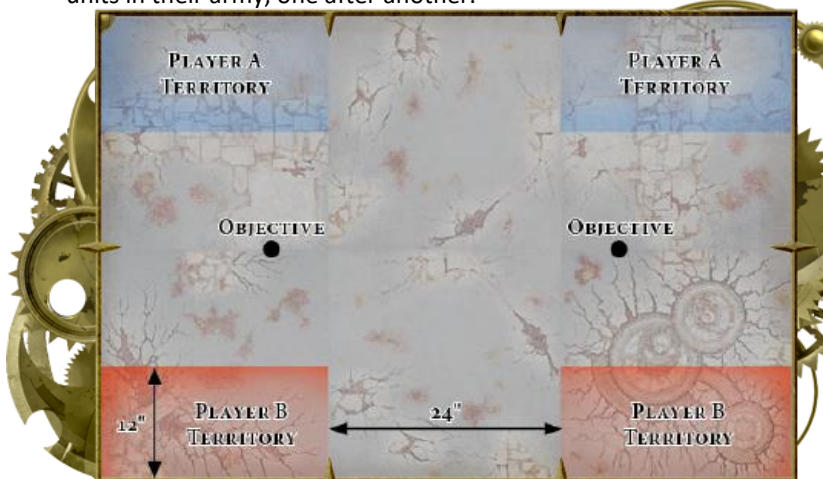 units in their army, one after another.
PLAYER A
TERRITORY
PLAYER A
TERRITORY
OBJECTIVE
OBJECTIVE
12"
PLAYER B
TERRITORY
24"
PLAYER B
TERRITORY